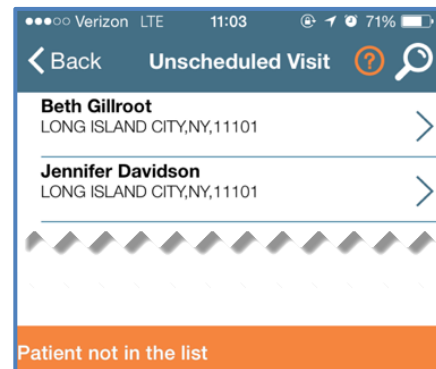 Verizon LTE 11:03 71%
Back Unscheduled Visit ?
Beth Gillroot
LONG ISLAND CITY,NY,11101
Jennifer Davidson
LONG ISLAND CITY,NY,11101
Patient not in the list